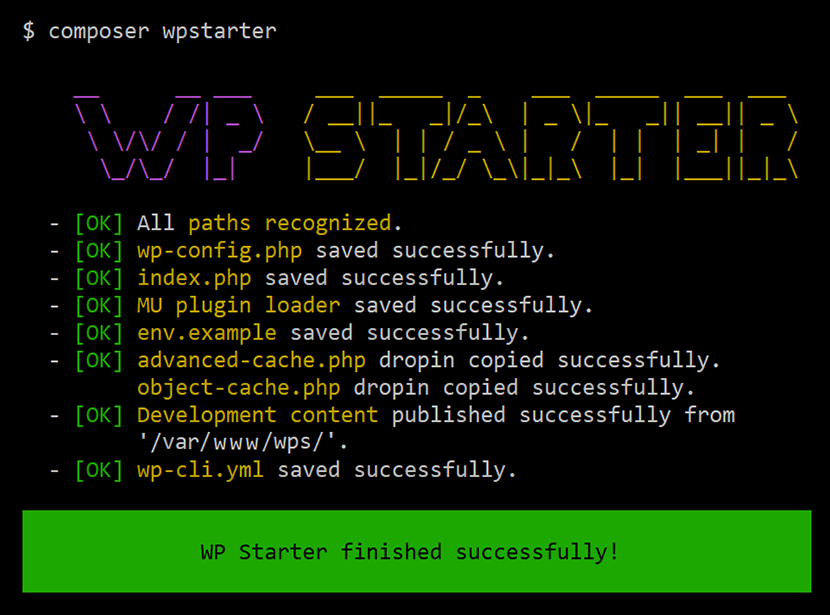 $ composer wpstarter
WP STARTER
- [OK] All paths recognized.
- [OK] wp-config.php saved successfully.
- [OK] index.php saved successfully.
- [OK] MU plugin loader saved successfully.
- [OK] env.example saved successfully.
- [OK] advanced-cache.php dropin copied successfully.
object-cache.php dropin copied successfully.
- [OK] Development content published successfully from
'/var/www/wps/'.
- [OK] wp-cli.yml saved successfully.
WP Starter finished successfully!